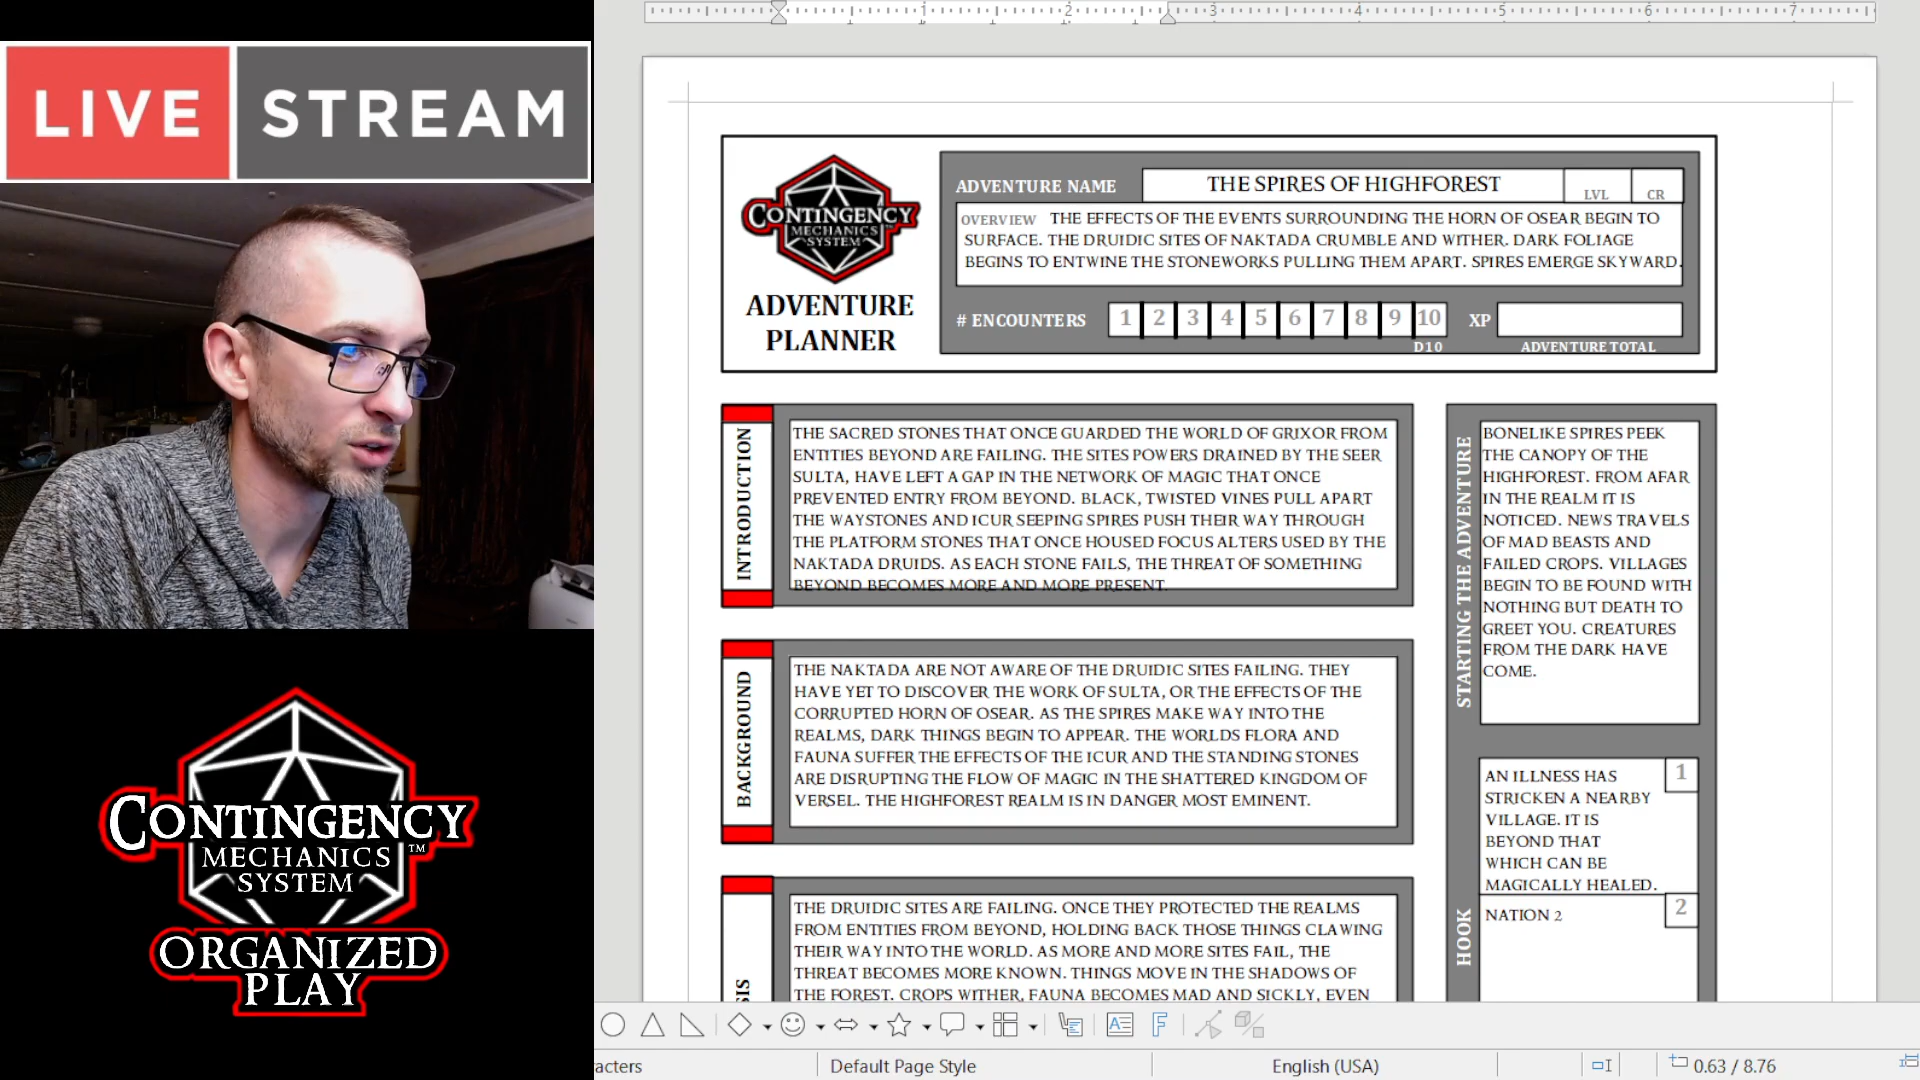 LIVE STREAM
CONTINGENCY
MECHANICS
SYSTEM
TM
ORGANIZED
PLAY
1 2 3 4 5 6 7
CONTINGENCY
MECHANICS
SYSTEM
ADVENTURE
PLANNER
ADVENTURE NAME THE SPIRES OF HIGHFOREST LVL CR
OVERVIEW THE EFFECTS OF THE EVENTS SURROUNDING THE HORN OF OSEAR BEGIN TO
SURFACE. THE DRUIDIC SITES OF NAKTADA CRUMBLE AND WITHER. DARK FOLIAGE
BEGINS TO ENTWINE THE STONEWORKS PULLING THEM APART. SPIRES EMERGE SKYWARD.
# ENCOUNTERS 1 2 3 4 5 6 7 8 9 10 XP
D10 ADVENTURE TOTAL
INTRODUCTION
THE SACRED STONES THAT ONCE GUARDED THE WORLD OF GRIXOR FROM
ENTITIES BEYOND ARE FAILING. THE SITES POWERS DRAINED BY THE SEER
SULTA, HAVE LEFT A GAP IN THE NETWORK OF MAGIC THAT ONCE
PREVENTED ENTRY FROM BEYOND. BLACK, TWISTED VINES PULL APART
THE WAYSTONES AND ICUR SEEPING SPIRES PUSH THEIR WAY THROUGH
THE PLATFORM STONES THAT ONCE HOUSED FOCUS ALTERS USED BY THE
NAKTADA DRUIDS. AS EACH STONE FAILS, THE THREAT OF SOMETHING
BEYOND BECOMES MORE AND MORE PRESENT.
BACKGROUND
THE NAKTADA ARE NOT AWARE OF THE DRUIDIC SITES FAILING. THEY
HAVE YET TO DISCOVER THE WORK OF SULTA, OR THE EFFECTS OF THE
CORRUPTED HORN OF OSEAR. AS THE SPIRES MAKE WAY INTO THE
REALMS, DARK THINGS BEGIN TO APPEAR. THE WORLDS FLORA AND
FAUNA SUFFER THE EFFECTS OF THE ICUR AND THE STANDING STONES
ARE DISRUPTING THE FLOW OF MAGIC IN THE SHATTERED KINGDOM OF
VERSEL. THE HIGHFOREST REALM IS IN DANGER MOST EMINENT.
SIS
THE DRUIDIC SITES ARE FAILING. ONCE THEY PROTECTED THE REALMS
FROM ENTITIES FROM BEYOND, HOLDING BACK THOSE THINGS CLAWING
THEIR WAY INTO THE WORLD. AS MORE AND MORE SITES FAIL, THE
THREAT BECOMES MORE KNOWN. THINGS MOVE IN THE SHADOWS OF
THE FOREST. CROPS WITHER, FAUNA BECOMES MAD AND SICKLY, EVEN
STARTING THE ADVENTURE
BONELIKE SPIRES PEEK
THE CANOPY OF THE
HIGHFOREST. FROM AFAR
IN THE REALM IT IS
NOTICED. NEWS TRAVELS
OF MAD BEASTS AND
FAILED CROPS. VILLAGES
BEGIN TO BE FOUND WITH
NOTHING BUT DEATH TO
GREET YOU. CREATURES
FROM THE DARK HAVE
COME.
HOOK
AN ILLNESS HAS 1
STRICKEN A NEARBY
VILLAGE. IT IS
BEYOND THAT
WHICH CAN BE
MAGICALLY HEALED.
NATION 2 2
acters Default Page Style English (USA) 0.63 / 8.76